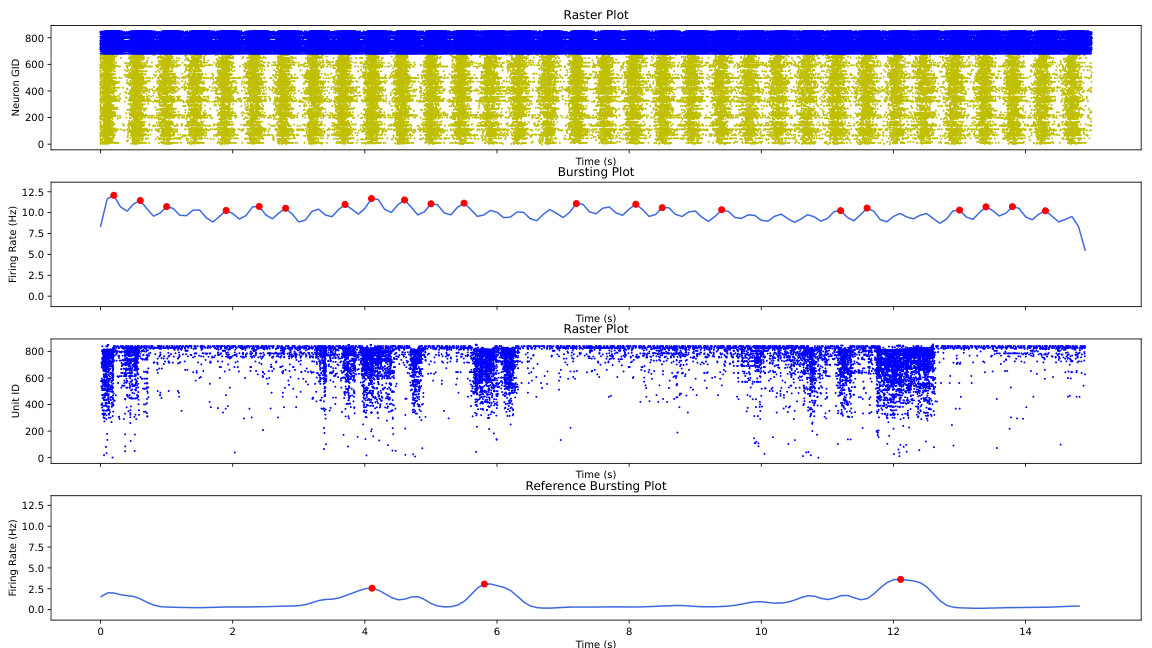 Raster Plot
800
600
400
200
0
Neuron GID
Time (s)
Bursting Plot
12.5
10.0
7.5
5.0
2.5
0.0
Firing Rate (Hz)
Time (s)
Raster Plot
800
600
400
200
0
Unit ID
Time (s)
Reference Bursting Plot
12.5
10.0
7.5
5.0
2.5
0.0
Firing Rate (Hz)
0 2 4 6 8 10 12 14
Time (s)